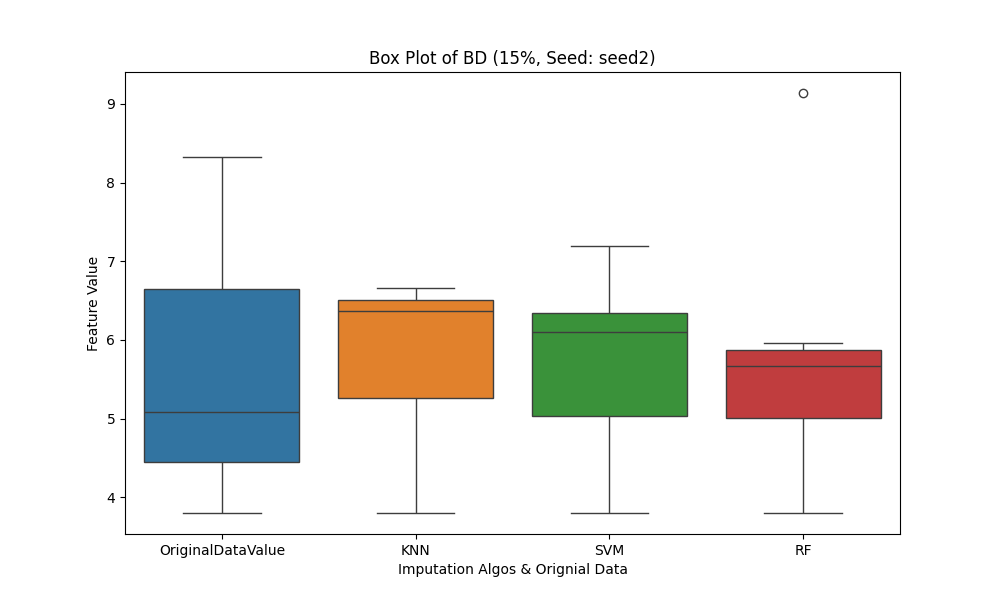 Box Plot of BD (15%, Seed: seed2)
9
8
7
6
5
4
Feature Value
OriginalDataValue KNN SVM RF
Imputation Algos & Orignial Data